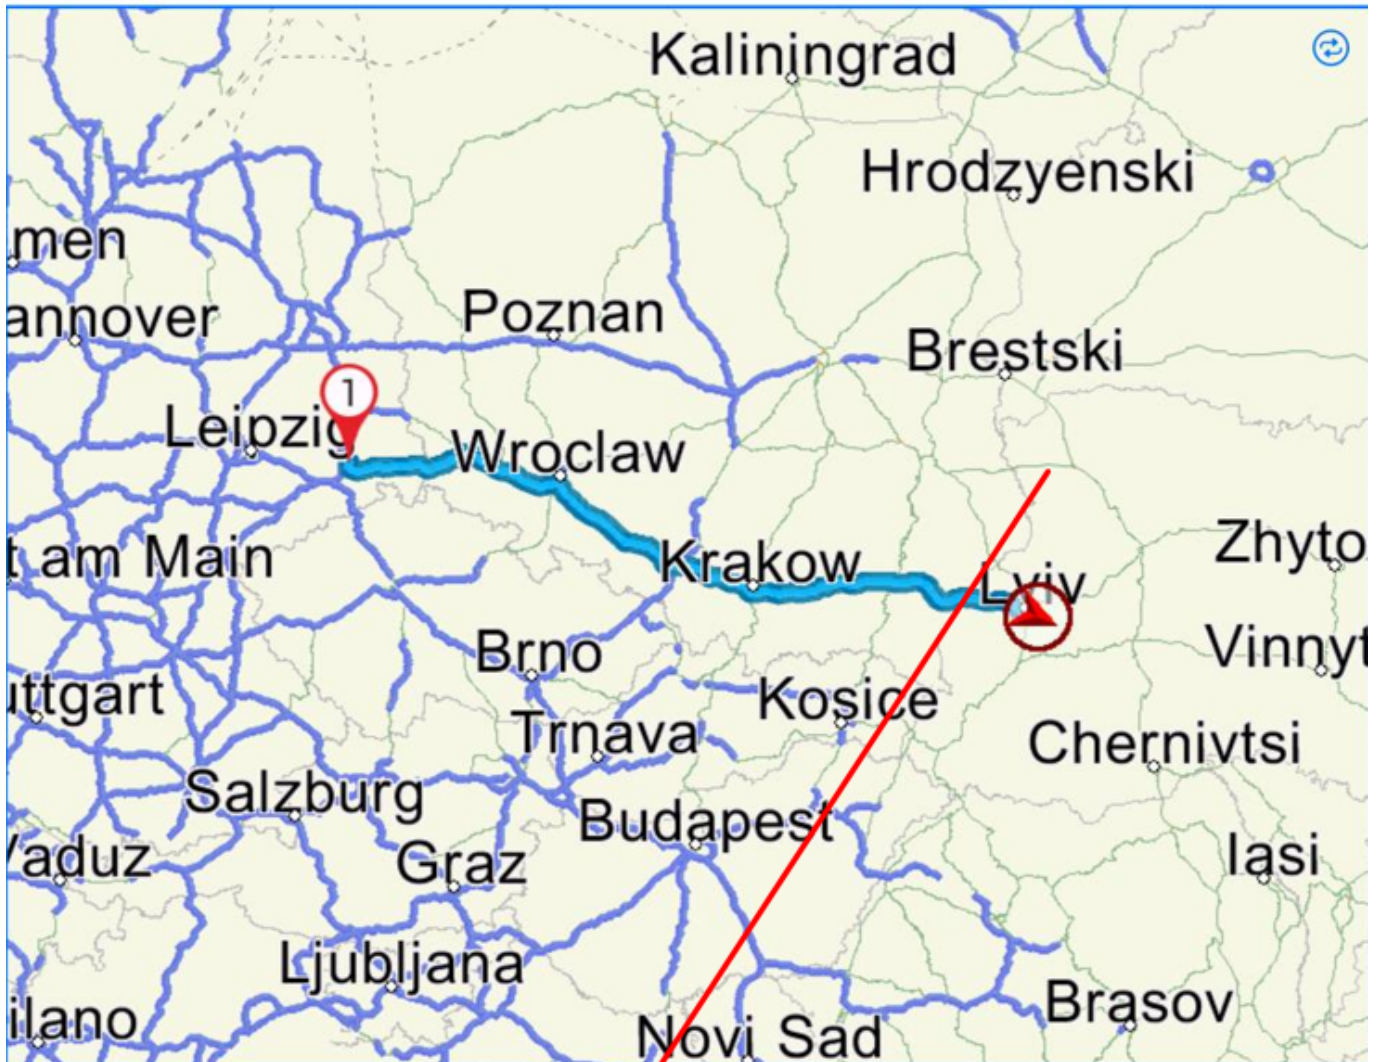 Kaliningrad
Hrodzyenski
men
annover
Poznan
Brestski
1
Leipzig
Wroclaw
t am Main
Krakow
Lviv
Zhyto
Brno
Vinnyt
uttgart
Kosice
Trnava
Chernivtsi
Salzburg
Budapest
Vaduz
Graz
Iasi
Ljubljana
ilano
Brasov
Novi Sad